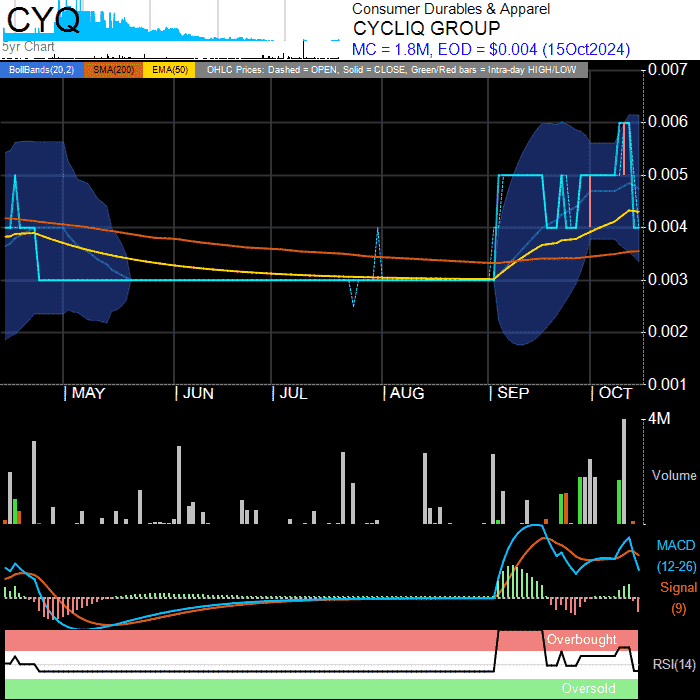 CYQ
Consumer Durables & Apparel
CYCLIQ GROUP
5yr Chart
MC = 1.8M, EOD = $0.004 (15Oct2024)
BollBands(20,2) SMA(200) EMA(50) OHLC Prices: Dashed = OPEN, Solid = CLOSE, Green/Red bars = Intra-day HIGH/LOW
0.007
0.006
0.005
0.004
0.003
0.002
0.001
MAY JUN JUL AUG SEP OCT
4M
Volume
MACD
(12-26)
Signal
(9)
Overbought
RSI(14)
Oversold